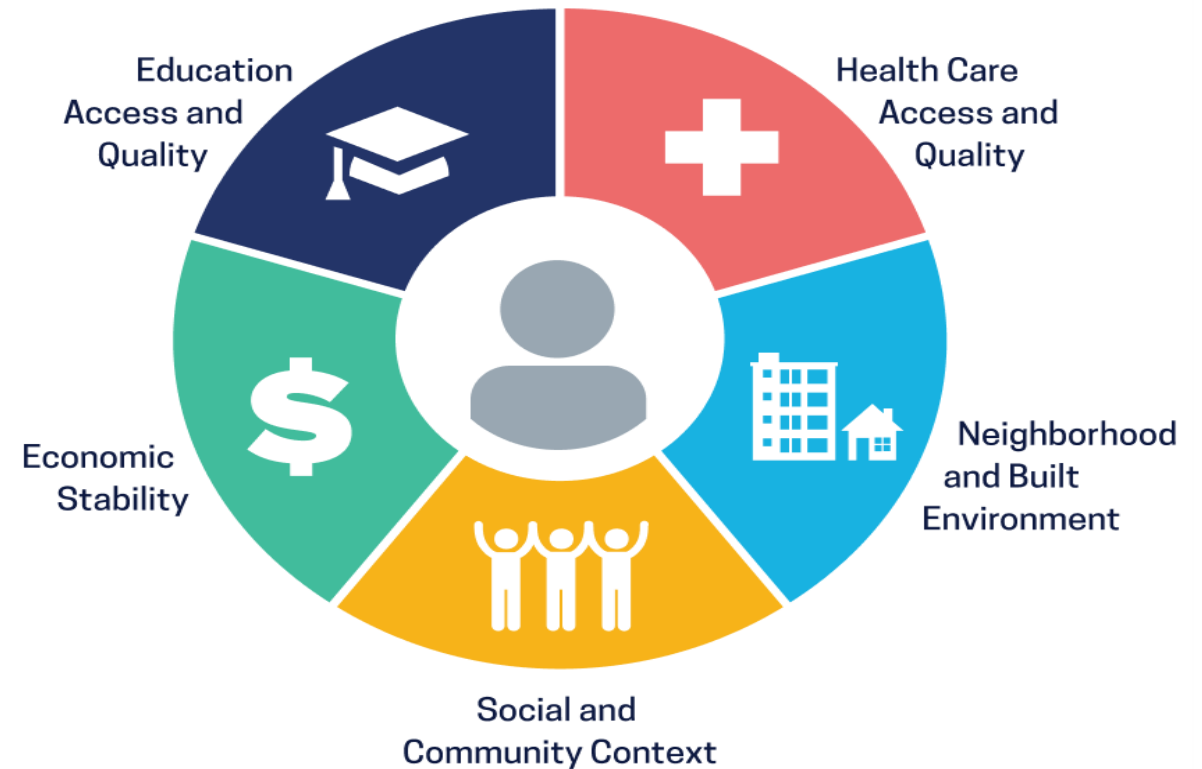 Education
Access and
Quality
Health Care
Access and
Quality
Economic
Stability
Neighborhood
and Built
Environment
Social and
Community Context